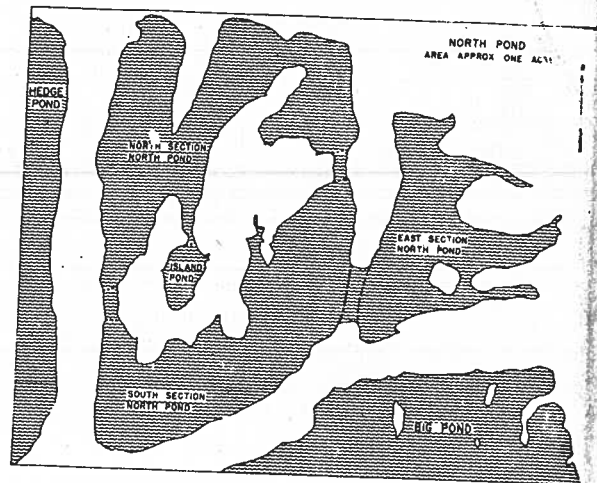 NORTH POND
AREA APPROX ONE ACRE
HEDGE
POND
NORTH SECTION
NORTH POND
EAST SECTION
NORTH POND
ISLAND
POND
SOUTH SECTION
NORTH POND
BIG POND